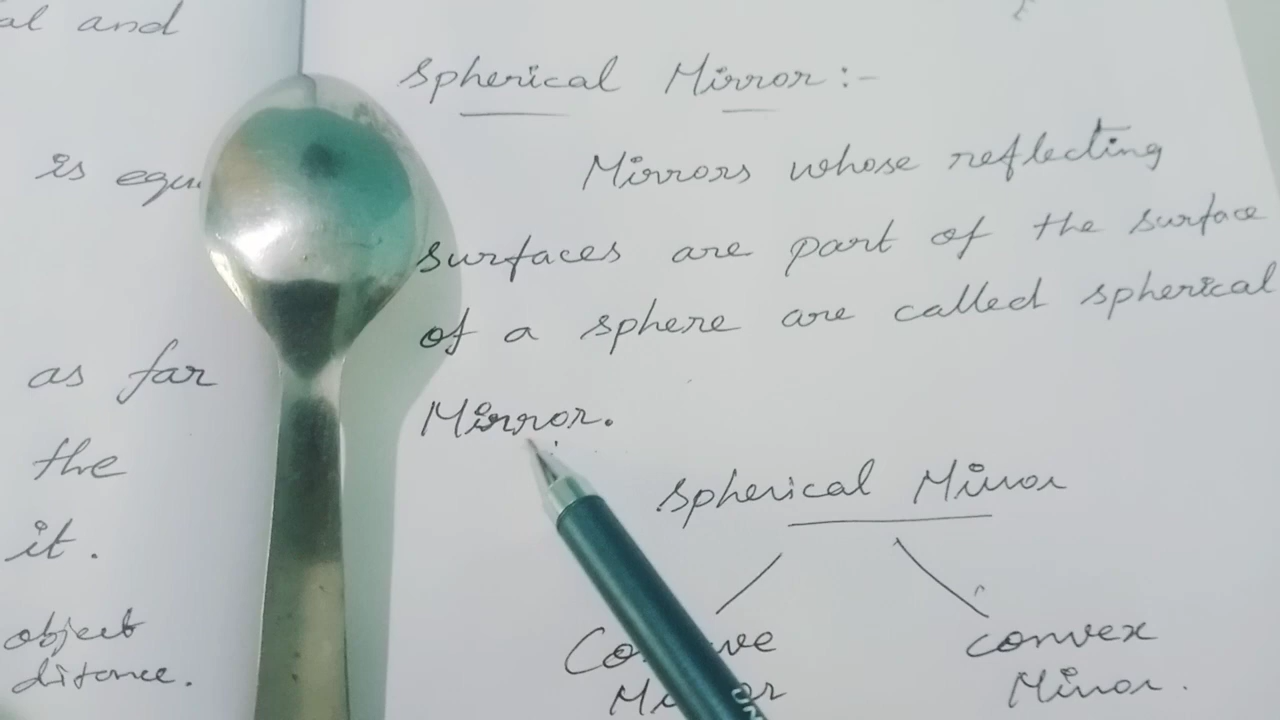 al and
is equ
as far
the
it.
object
distance.
Spherical Mirror :-
Mirrors whose reflecting
surfaces are part of the surface
of a sphere are called spherical
Mirror.
Spherical Mirror
convex
Mirror.